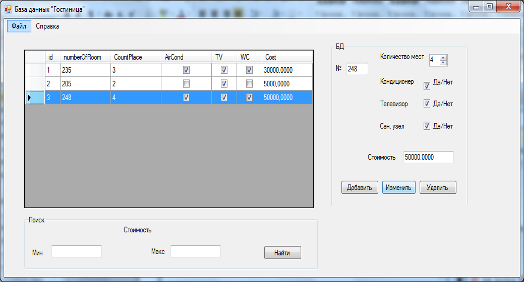 База данных "Гостиница"
Файл Справка
id numberOfRoom CountPlace AirCond TV WC Cost
1 235 3 30000,0000
2 205 2 5000,0000
3 248 4 50000,0000
БД
Количество мест 4
№ 248
Кондиционер Да/Нет
Телевизор Да/Нет
Сан. узел Да/Нет
Стоимость 50000,0000
Добавить Изменить Удалить
Поиск
Стоимость
Мин Макс Найти